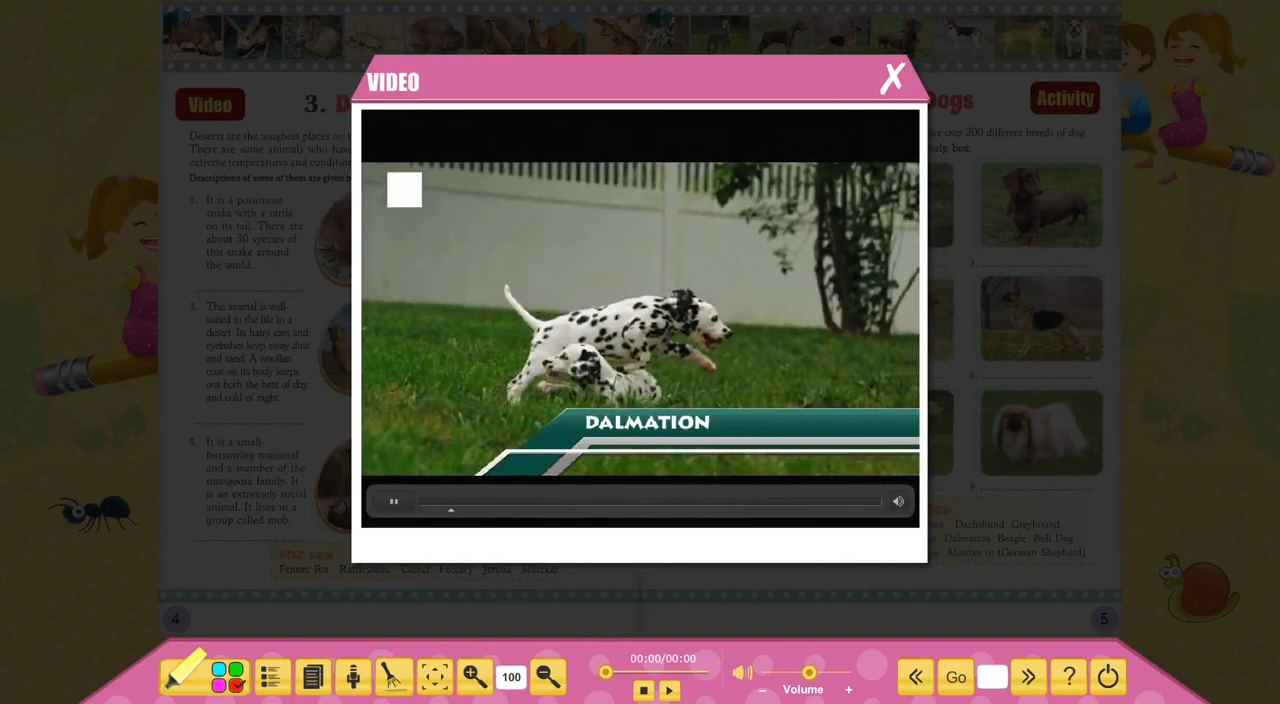 VIDEO
Video
3. D
ogs
Activity
Deserts are the toughest places on
There are some animals who ha
extreme temperatures and condition
Descriptions of some of them are given
ve over 200 different breeds of dog.
elp box.
1. It is a poisonous
snake with a rattle
on its tail. There are
about 30 species of
this snake around
the world.
3. This animal is well-
suited to the life in a
desert. Its hairy ears and
eyelashes keep away dust
and sand. A woollen
coat on its body keeps
out both the heat of day
and cold of night.
5. It is a small-
burrowing mammal
and a member of the
mongoose family. It
is an extremely social
animal. It lives in a
group called mob.
DALMATION
3.
6.
9.
HELP BOX
Fennec Fox Rattlesnake Camel Peccary Jerboa Meerkat
Dachshund Greyhound
Dalmation Beagle Bull Dog
Alsatian or (German Shepherd)
4
5
100
00:00/00:00
Volume
Go
?